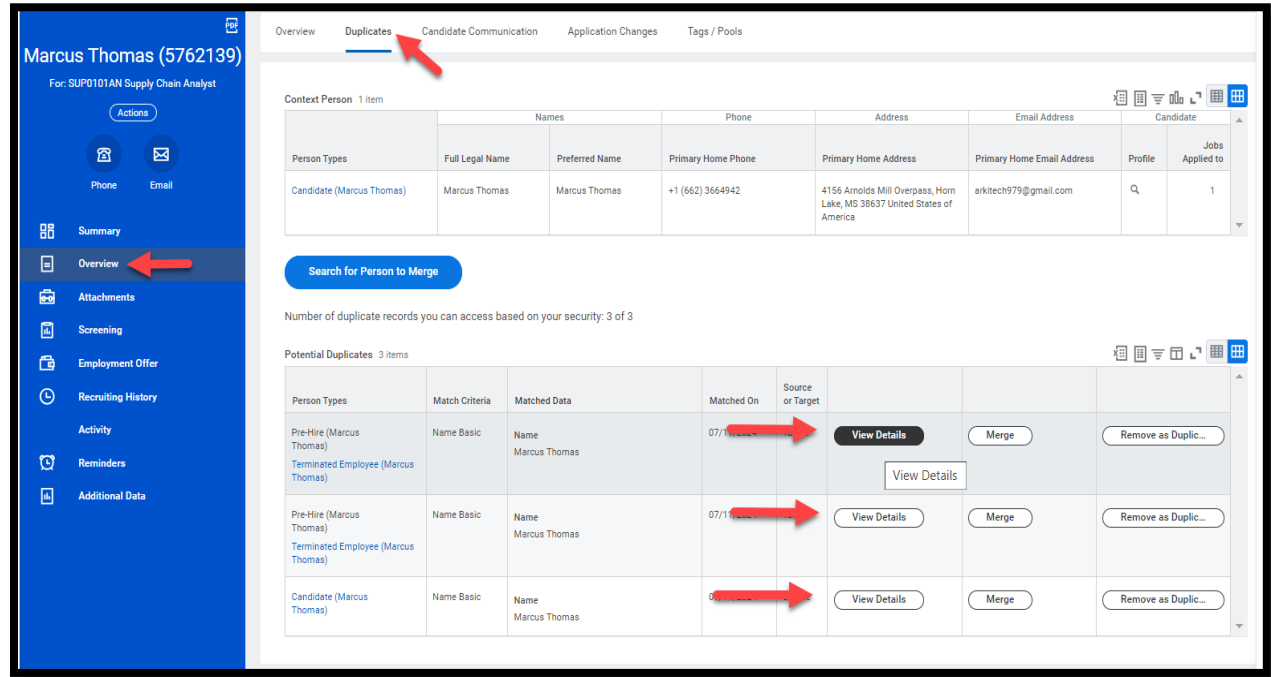 PDF
Marcus Thomas (5762139)
For: SUP0101AN Supply Chain Analyst
Actions
Phone Email
Summary
Overview
Attachments
Screening
Employment Offer
Recruiting History
Activity
Reminders
Additional Data
Overview Duplicates Candidate Communication Application Changes Tags / Pools
Context Person 1 item
Names Phone Address Email Address Candidate
Person Types Full Legal Name Preferred Name Primary Home Phone Primary Home Address Primary Home Email Address Profile Jobs
Applied to
Candidate (Marcus Thomas) Marcus Thomas Marcus Thomas +1 (662) 3664942 4156 Arnolds Mill Overpass, Horn arkitech979@gmail.com 1
Lake, MS 38637 United States of
America
Search for Person to Merge
Number of duplicate records you can access based on your security: 3 of 3
Potential Duplicates 3 items
Person Types Match Criteria Matched Data Matched On Source
or Target
Pre-Hire (Marcus Name Basic Name View Details Merge Remove as Duplic...
Thomas) Marcus Thomas
Terminated Employee (Marcus
Thomas)
View Details
Pre-Hire (Marcus Name Basic Name View Details Merge Remove as Duplic...
Thomas) Marcus Thomas
Terminated Employee (Marcus
Thomas)
Candidate (Marcus Name Basic Name View Details Merge Remove as Duplic...
Thomas) Marcus Thomas